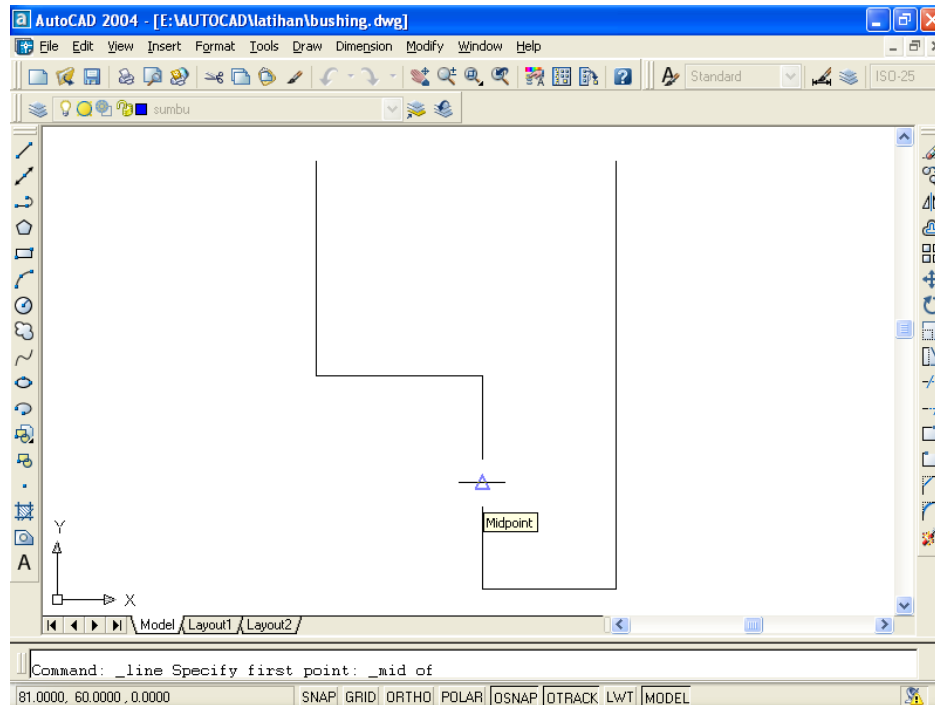 a AutoCAD 2004 - [E:\AUTOCAD\latihan\bushing.dwg]
File Edit View Insert Format Tools Draw Dimension Modify Window Help
Standard ISO-25
sumbu
Midpoint
Y
A
X
Model Layout1 Layout2
Command: _line Specify first point: _mid of
81.0000, 60.0000 , 0.0000 SNAP GRID ORTHO POLAR OSNAP OTRACK LWT MODEL